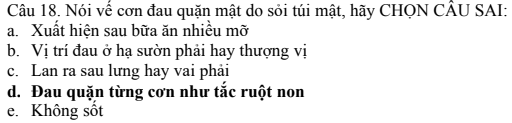 Câu 18. Nói về cơn đau quặn mật do sỏi túi mật, hãy CHỌN CÂU SAI:
a. Xuất hiện sau bữa ăn nhiều mỡ
b. Vị trí đau ở hạ sườn phải hay thượng vị
c. Lan ra sau lưng hay vai phải
d. Đau quặn từng cơn như tắc ruột non
e. Không sốt